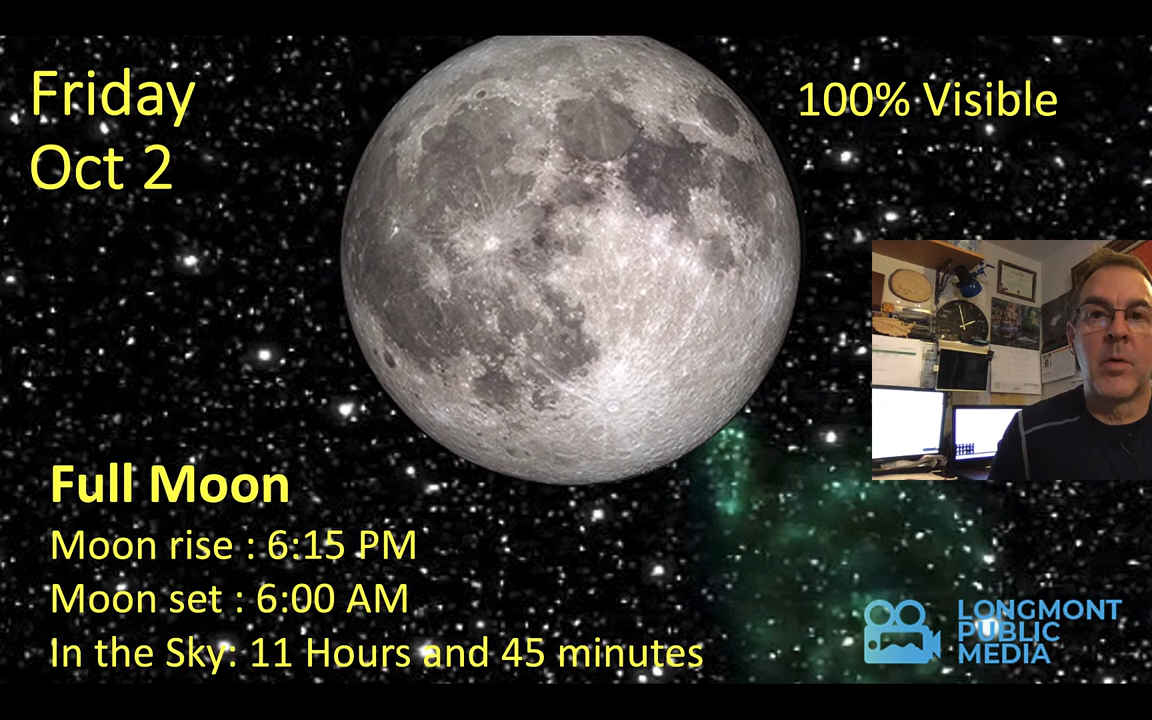 Friday
Oct 2
100% Visible
Full Moon
Moon rise : 6:15 PM
Moon set : 6:00 AM
In the Sky: 11 Hours and 45 minutes
LONGMONT
PUBLIC
MEDIA